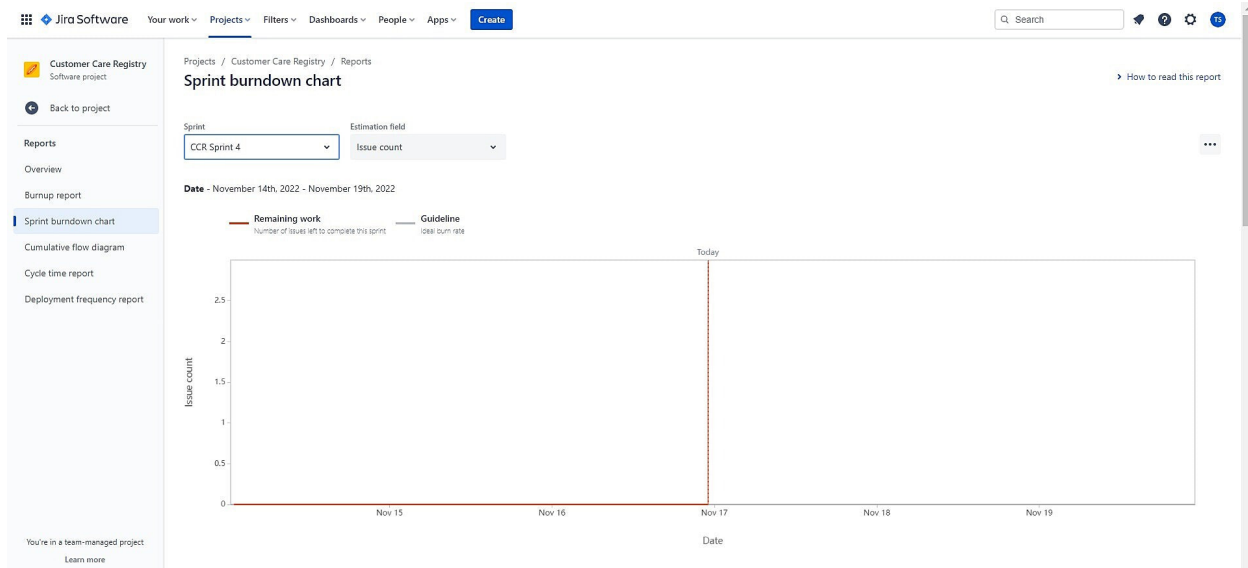 Jira Software Your work Projects Filters Dashboards People Apps Create Search TS
Customer Care Registry
Software project
Back to project
Reports
Overview
Burnup report
Sprint burndown chart
Cumulative flow diagram
Cycle time report
Deployment frequency report
You're in a team-managed project
Learn more
Projects / Customer Care Registry / Reports
Sprint burndown chart
How to read this report
Sprint Estimation field
CCR Sprint 4 Issue count
Date - November 14th, 2022 - November 19th, 2022
Remaining work Guideline
Number of issues left to complete this sprint Ideal burn rate
Today
2.5
2
1.5
1
0.5
0
Issue count
Nov 15 Nov 16 Nov 17 Nov 18 Nov 19
Date